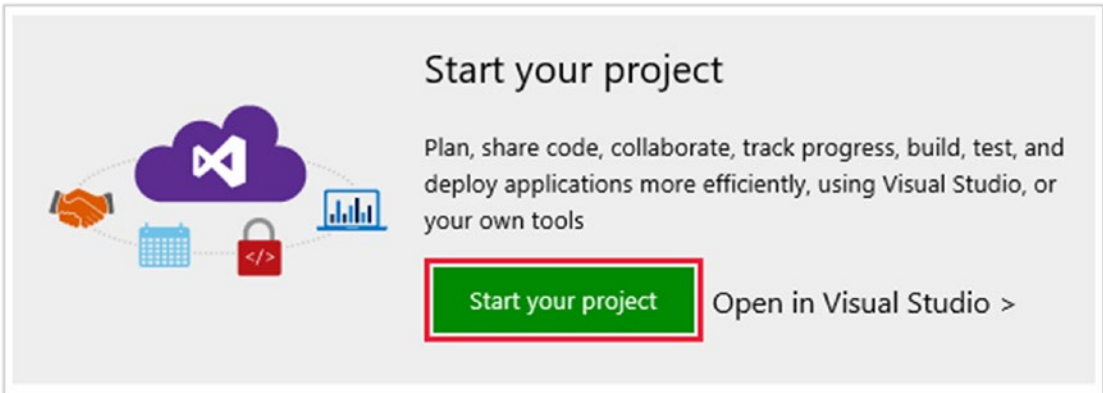 Start your project
Plan, share code, collaborate, track progress, build, test, and
deploy applications more efficiently, using Visual Studio, or
your own tools
</>
Start your project
Open in Visual Studio >